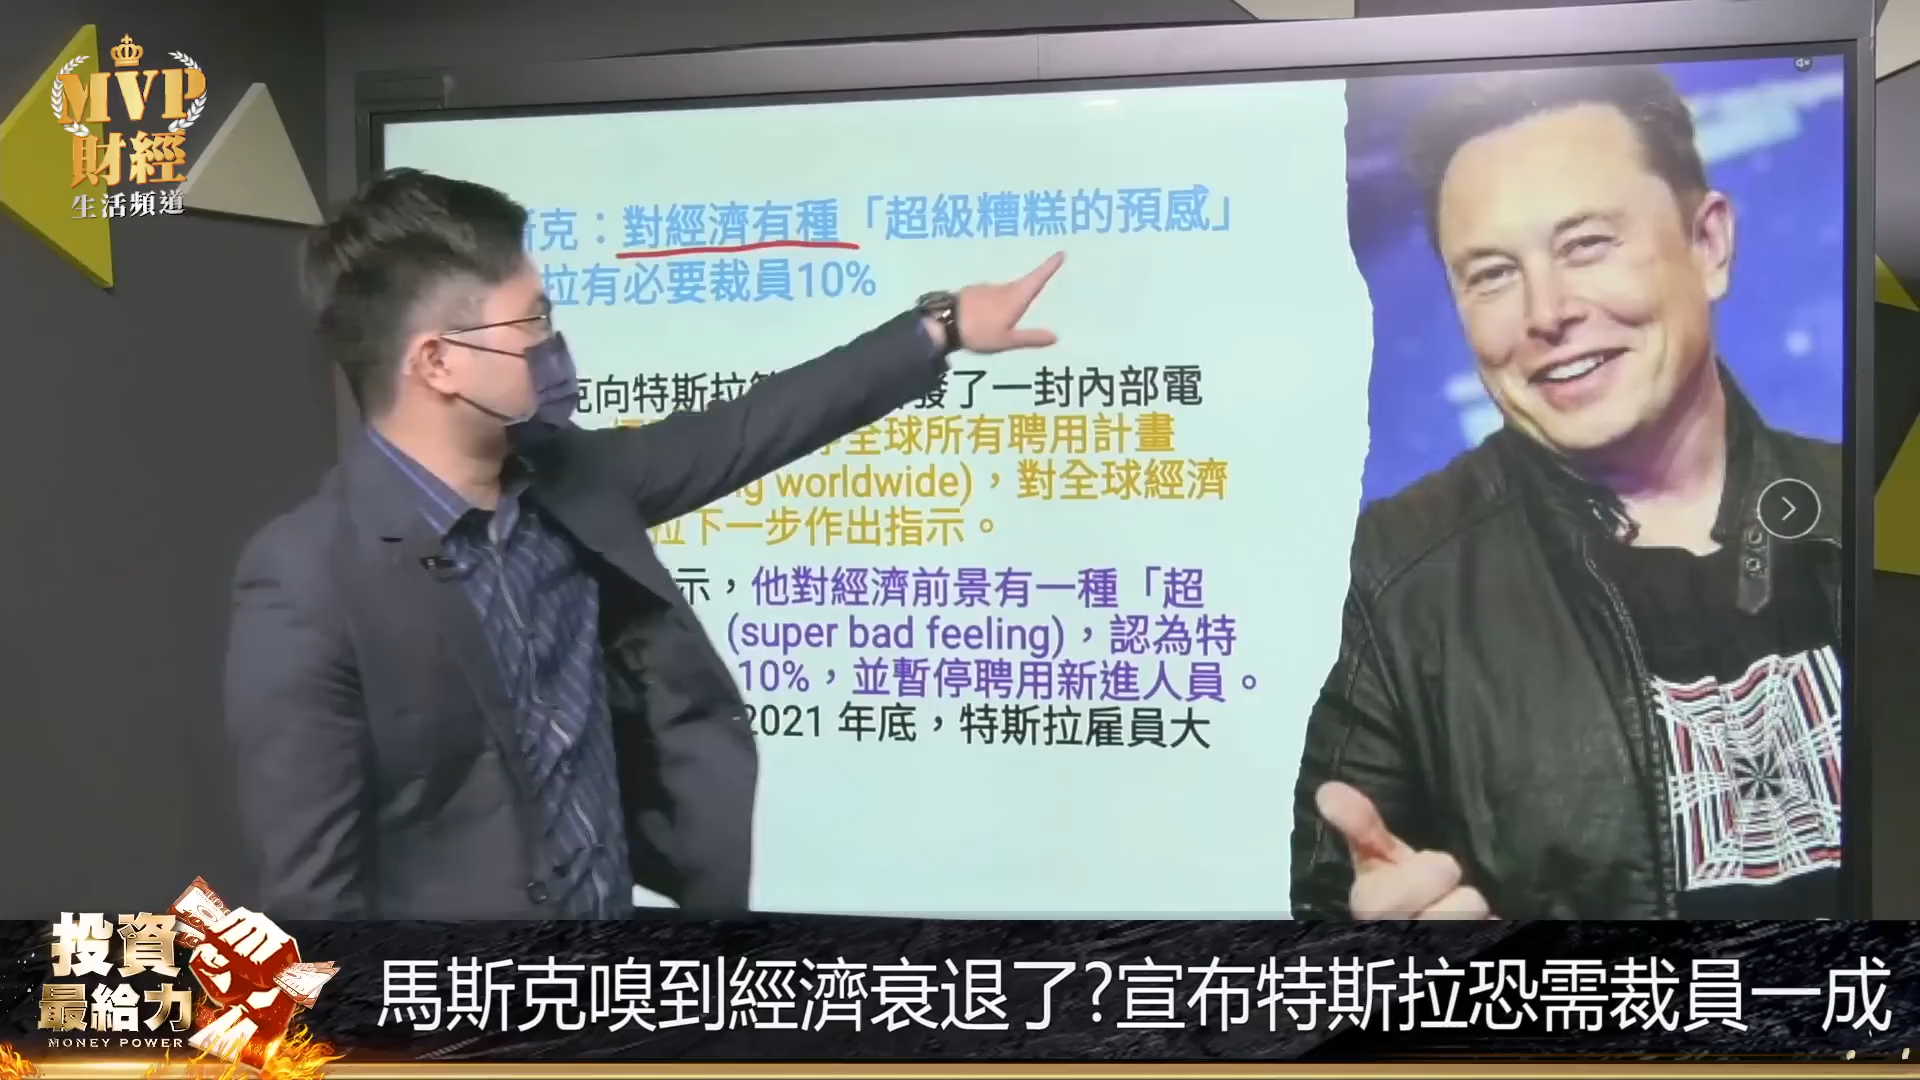 MVP
財經
生活頻道
斯克：對經濟有種「超級糟糕的預感」
拉有必要裁員10%
克向特斯拉 發了一封內部電
全球所有聘用計畫
worldwide)，對全球經濟
拉下一步作出指示。
示，他對經濟前景有一種「超
(super bad feeling)，認為特
10%，並暫停聘用新進人員。
2021 年底，特斯拉雇員大
投資
最給力
MONEY POWER
馬斯克嗅到經濟衰退了?宣布特斯拉恐需裁員一成